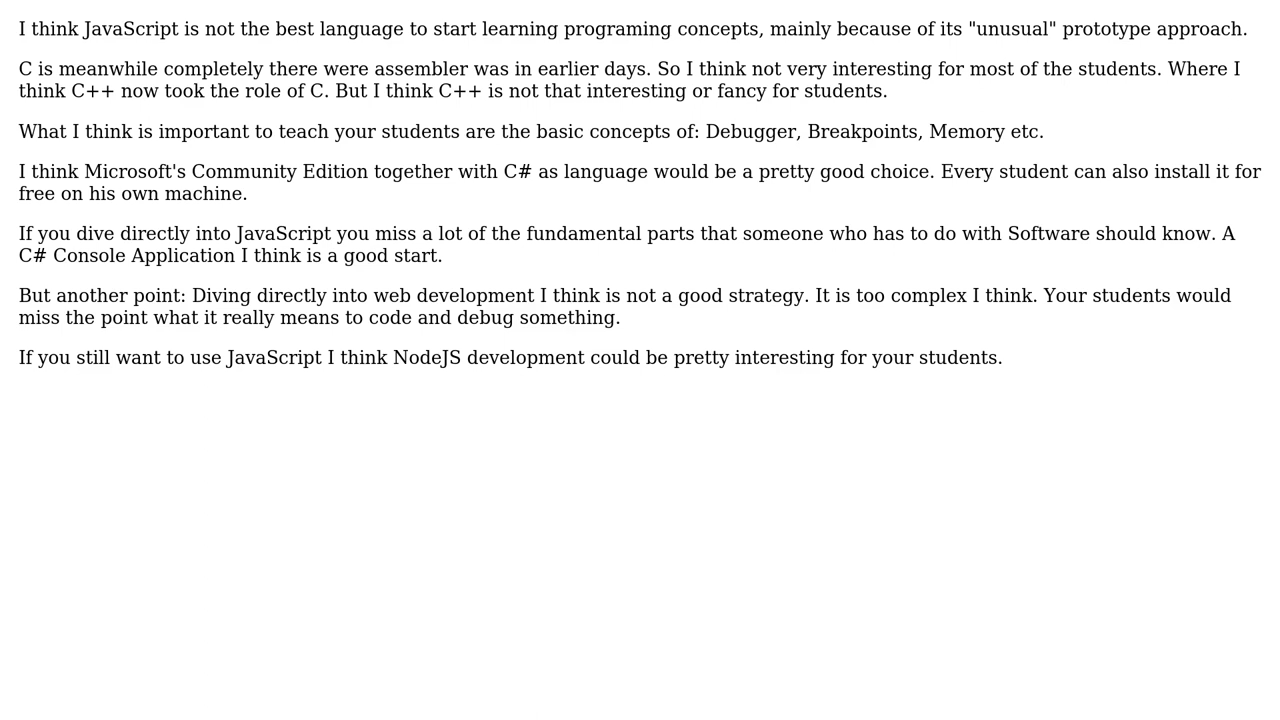 I think JavaScript is not the best language to start learning programing concepts, mainly because of its "unusual" prototype approach.
C is meanwhile completely there were assembler was in earlier days. So I think not very interesting for most of the students. Where I
think C++ now took the role of C. But I think C++ is not that interesting or fancy for students.
What I think is important to teach your students are the basic concepts of: Debugger, Breakpoints, Memory etc.
I think Microsoft's Community Edition together with C# as language would be a pretty good choice. Every student can also install it for
free on his own machine.
If you dive directly into JavaScript you miss a lot of the fundamental parts that someone who has to do with Software should know. A
C# Console Application I think is a good start.
But another point: Diving directly into web development I think is not a good strategy. It is too complex I think. Your students would
miss the point what it really means to code and debug something.
If you still want to use JavaScript I think NodeJS development could be pretty interesting for your students.